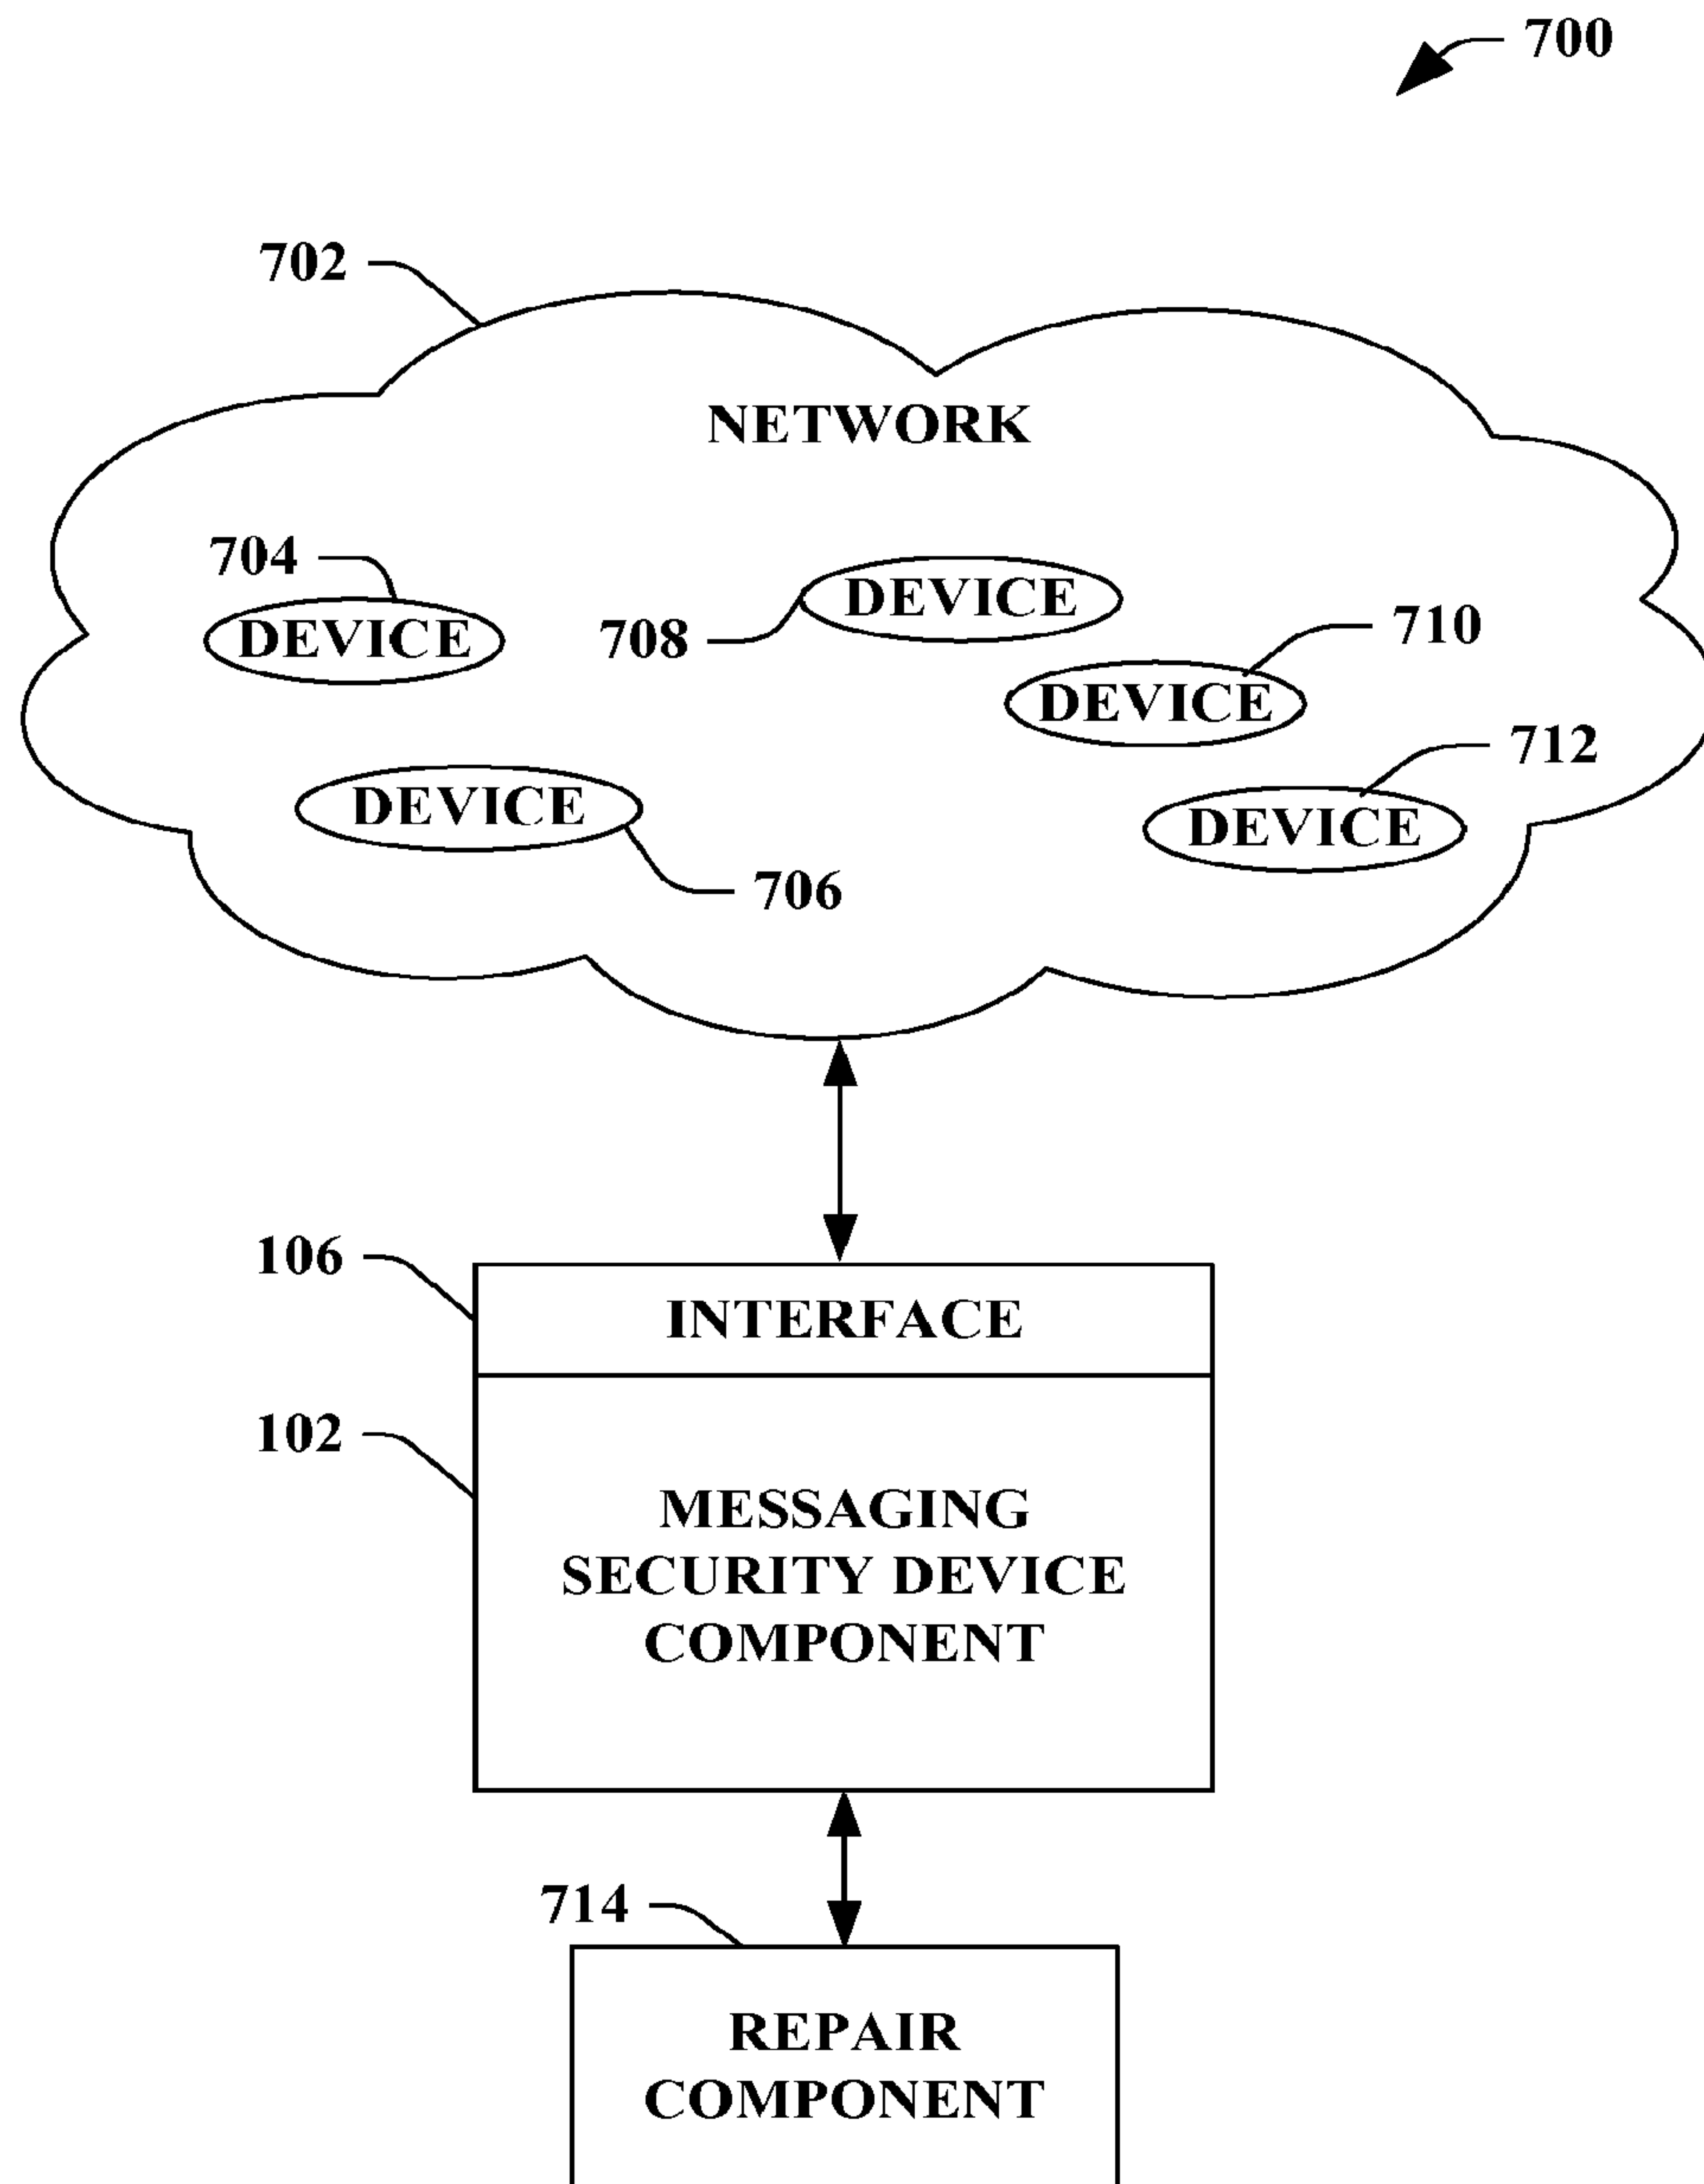 700
702
NETWORK
704
DEVICE
708
DEVICE
710
DEVICE
712
DEVICE
DEVICE
706
106
INTERFACE
102
MESSAGING
SECURITY DEVICE
COMPONENT
714
REPAIR
COMPONENT